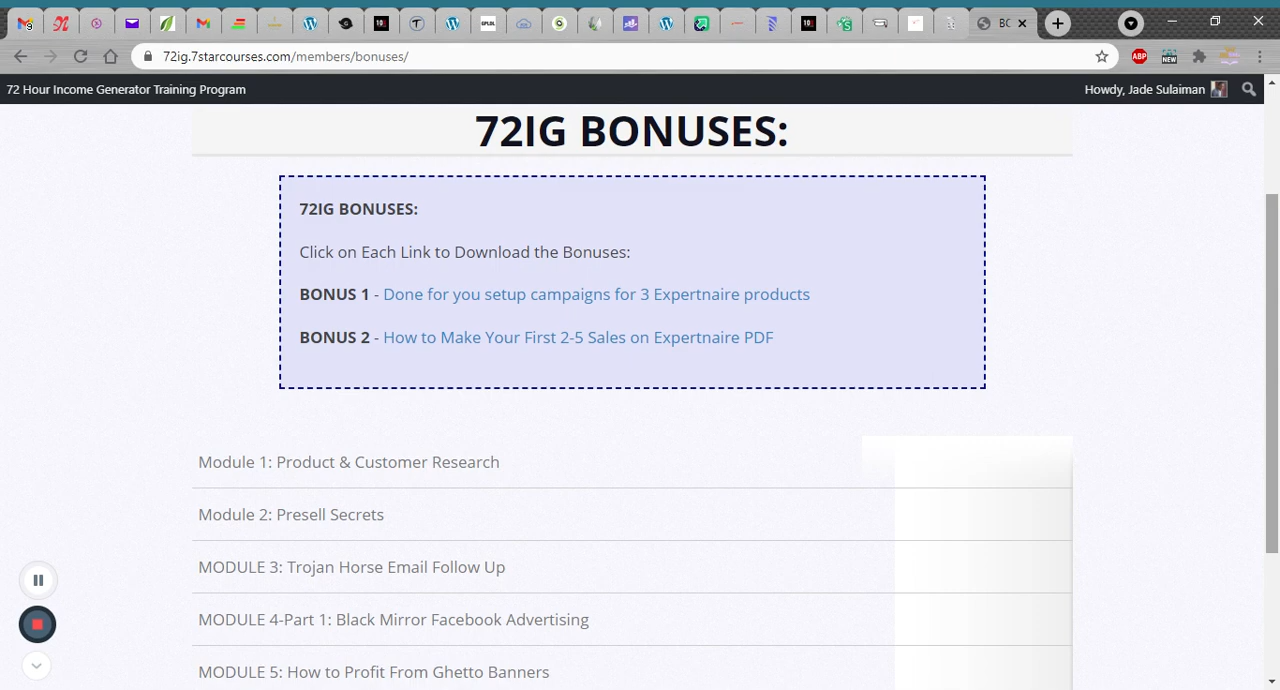 BC
72ig.7starcourses.com/members/bonuses/
ABP
NEW
72 Hour Income Generator Training Program
Howdy, Jade Sulaiman
72IG BONUSES:
72IG BONUSES:
Click on Each Link to Download the Bonuses:
BONUS 1 - Done for you setup campaigns for 3 Expertnaire products
BONUS 2 - How to Make Your First 2-5 Sales on Expertnaire PDF
Module 1: Product & Customer Research
Module 2: Presell Secrets
MODULE 3: Trojan Horse Email Follow Up
MODULE 4-Part 1: Black Mirror Facebook Advertising
MODULE 5: How to Profit From Ghetto Banners